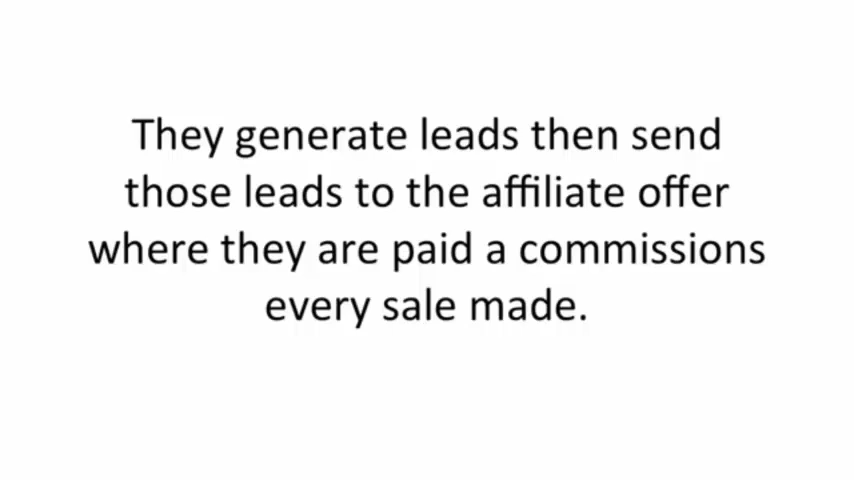 They generate leads then send
those leads to the affiliate offer
where they are paid a commissions
every sale made.